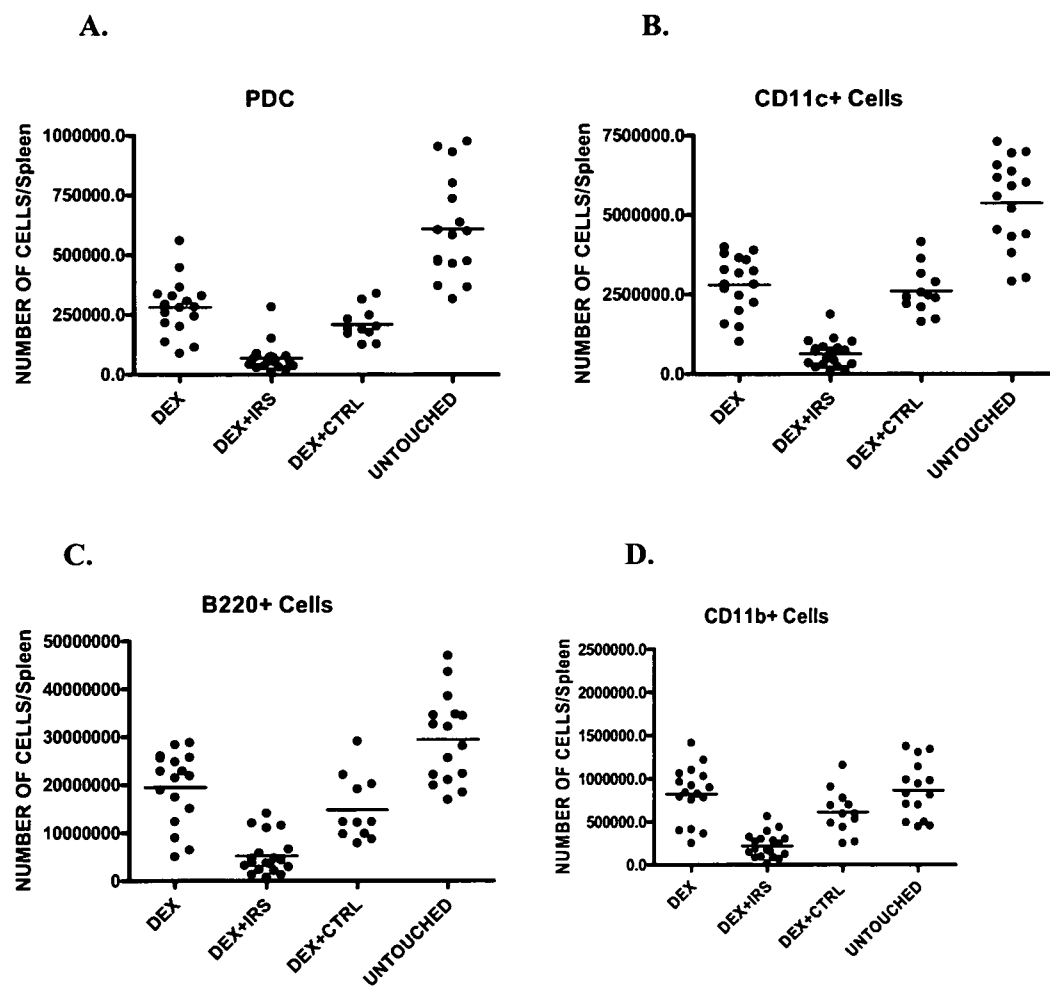 A.
PDC
NUMBER OF CELLS/Spleen
1000000.0
750000.0
500000.0
250000.0
0.0
DEX
DEX+IRS
DEX+CTRL
UNTOUCHED
B.
CD11c+ Cells
NUMBER OF CELLS/Spleen
7500000.0
5000000.0
2500000.0
0.0
DEX
DEX+IRS
DEX+CTRL
UNTOUCHED
C.
B220+ Cells
NUMBER OF CELLS/Spleen
50000000
40000000
30000000
20000000
10000000
0
DEX
DEX+IRS
DEX+CTRL
UNTOUCHED
D.
CD11b+ Cells
NUMBER OF CELLS/Spleen
2500000.0
2000000.0
1500000.0
1000000.0
500000.0
0.0
DEX
DEX+IRS
DEX+CTRL
UNTOUCHED